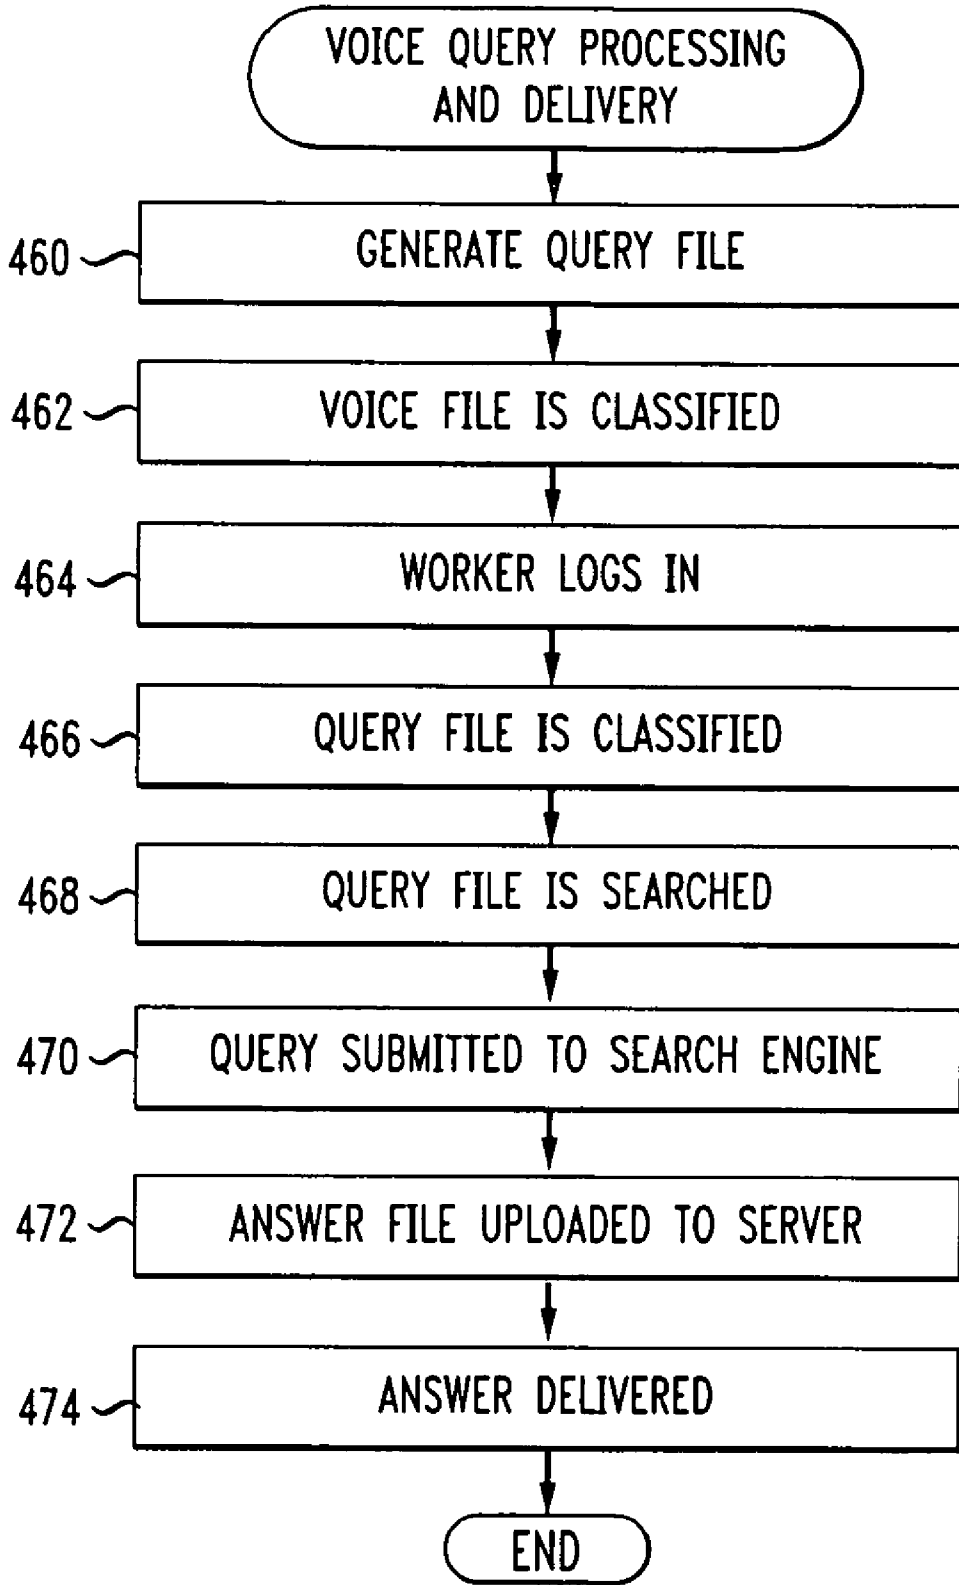 VOICE QUERY PROCESSING
AND DELIVERY
460 GENERATE QUERY FILE
462 VOICE FILE IS CLASSIFIED
464 WORKER LOGS IN
466 QUERY FILE IS CLASSIFIED
468 QUERY FILE IS SEARCHED
470 QUERY SUBMITTED TO SEARCH ENGINE
472 ANSWER FILE UPLOADED TO SERVER
474 ANSWER DELIVERED
END